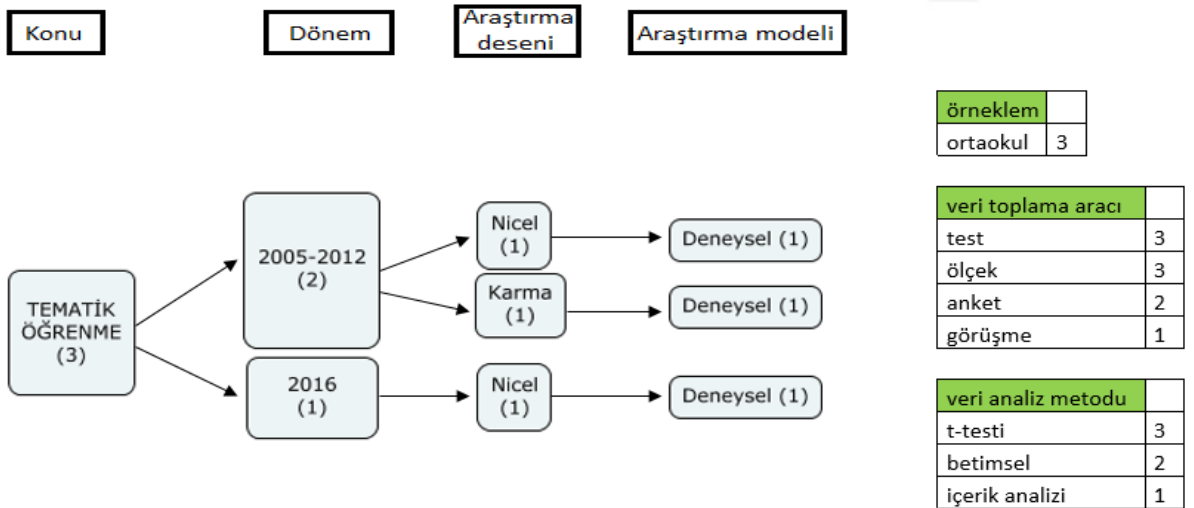 Konu
Dönem
Araştırma
deseni
Araştırma modeli
TEMATİK
ÖĞRENME
(3)
2005-2012
(2)
Nicel
(1)
Deneysel (1)
Karma
(1)
Deneysel (1)
2016
(1)
Nicel
(1)
Deneysel (1)
örneklem
ortaokul 3
veri toplama aracı
test 3
ölçek 3
anket 2
görüşme 1
veri analiz metodu
t-testi 3
betimsel 2
içerik analizi 1